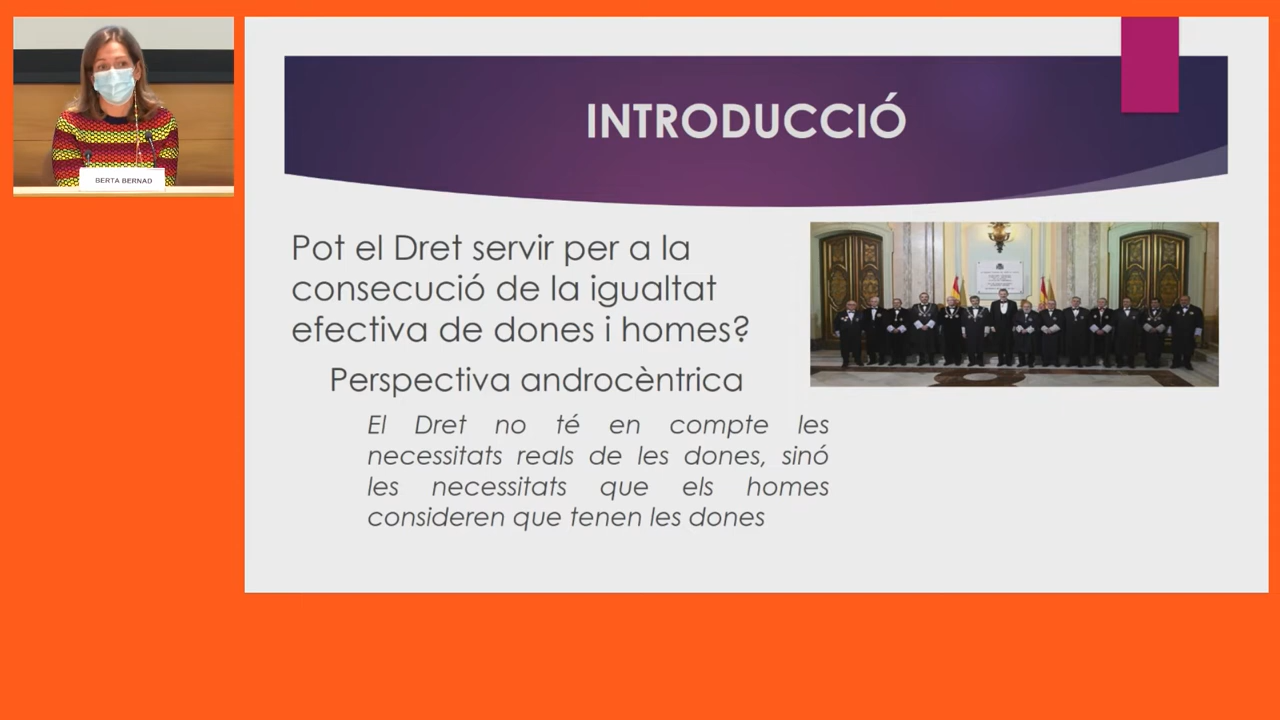 BERTA BERNAD
INTRODUCCIÓ
Pot el Dret servir per a la
consecució de la igualtat
efectiva de dones i homes?
Perspectiva androcèntrica
El Dret no té en compte les
necessitats reals de les dones, sinó
les necessitats que els homes
consideren que tenen les dones